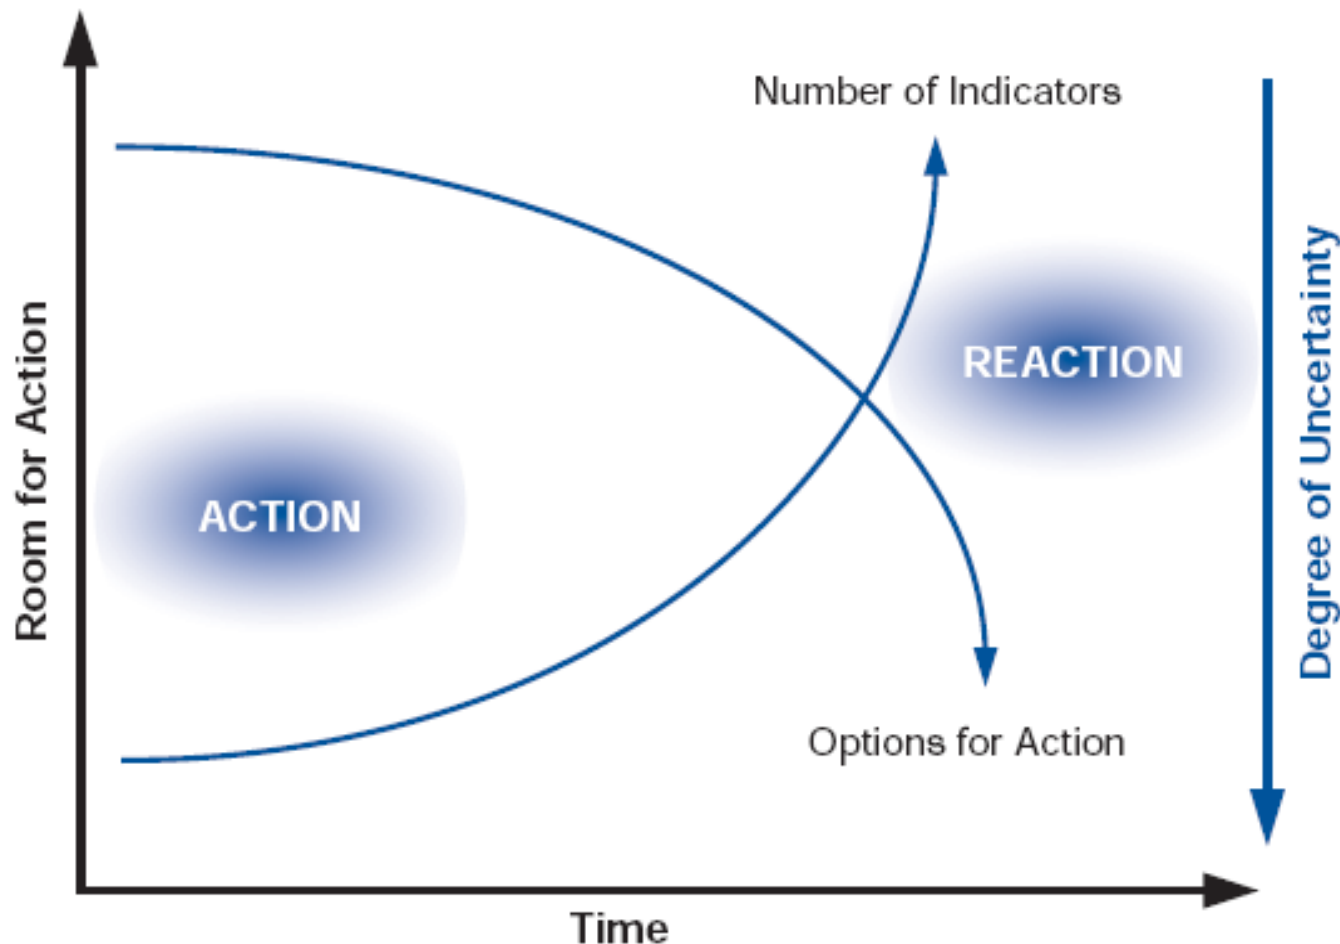 Number of Indicators
Room for Action
ACTION
REACTION
Degree of Uncertainty
Options for Action
Time